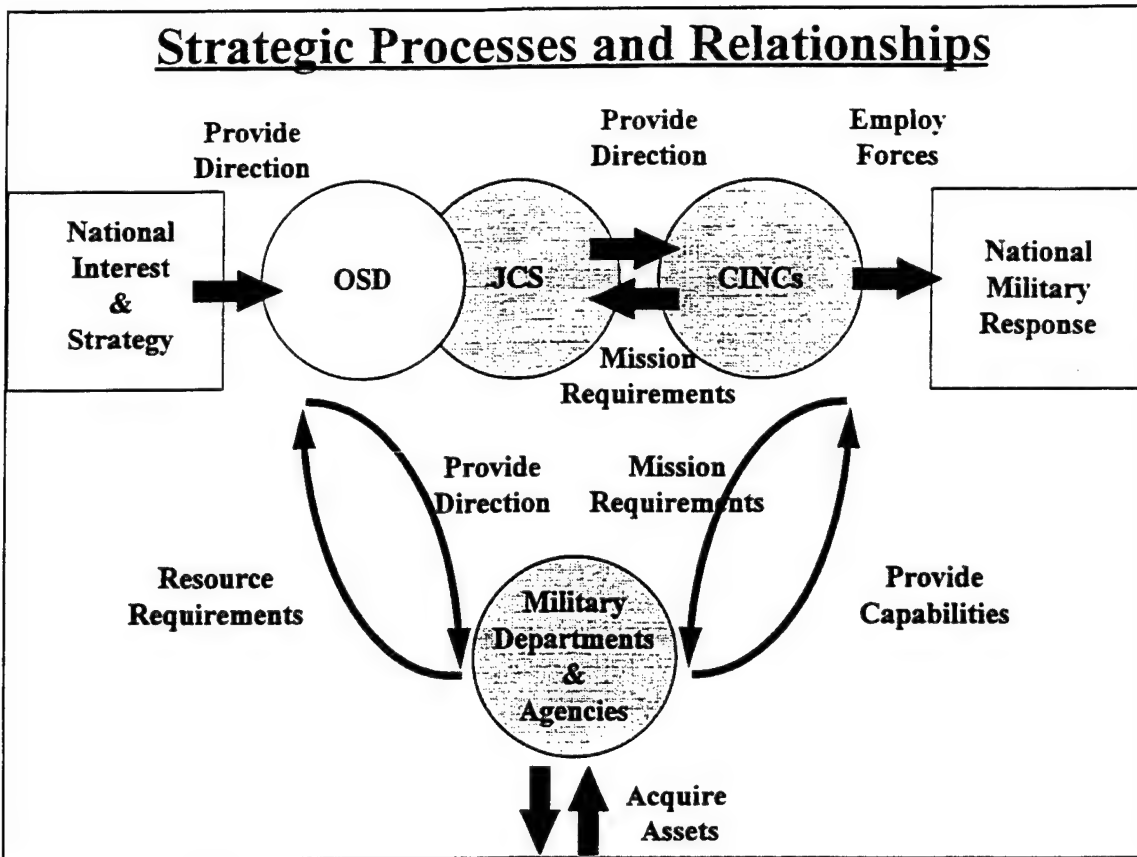 Strategic Processes and Relationships
Provide
Direction
Provide
Direction
Employ
Forces
National
Interest
&
Strategy
OSD
JCS
CINCs
National
Military
Response
Mission
Requirements
Provide
Direction
Mission
Requirements
Resource
Requirements
Military
Departments
&
Agencies
Provide
Capabilities
Acquire
Assets